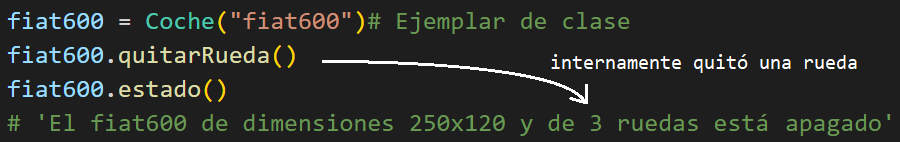 fiat600 = Coche("fiat600")# Ejemplar de clase
fiat600.quitarRueda()
internamente quitó una rueda
fiat600.estado()
# 'El fiat600 de dimensiones 250x120 y de 3 ruedas está apagado'